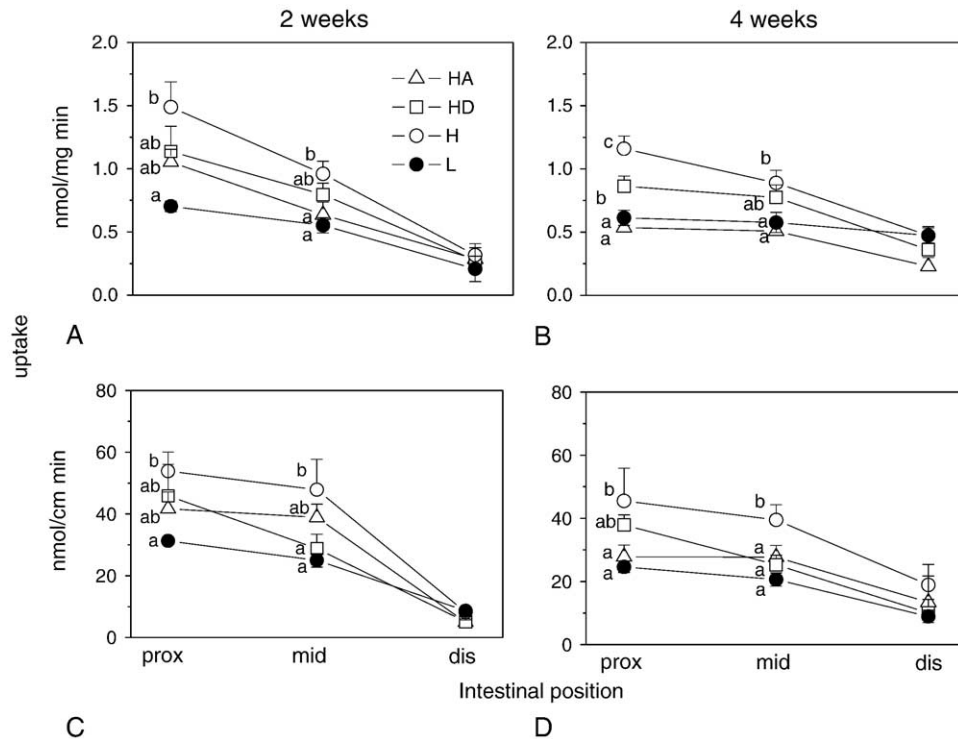 2 weeks
4 weeks
2.0
1.5
1.0
0.5
0.0
nmol/mg min
b
ab
ab
a
b
ab
a
a
HA
HD
H
L
A
2.0
1.5
1.0
0.5
0.0
c
b
a
a
b
ab
a
a
B
uptake
80
60
40
20
0
nmol/cm min
b
ab
ab
a
b
ab
a
a
prox
mid
dis
C
80
60
40
20
0
b
ab
a
a
b
a
a
a
prox
mid
dis
D
Intestinal position